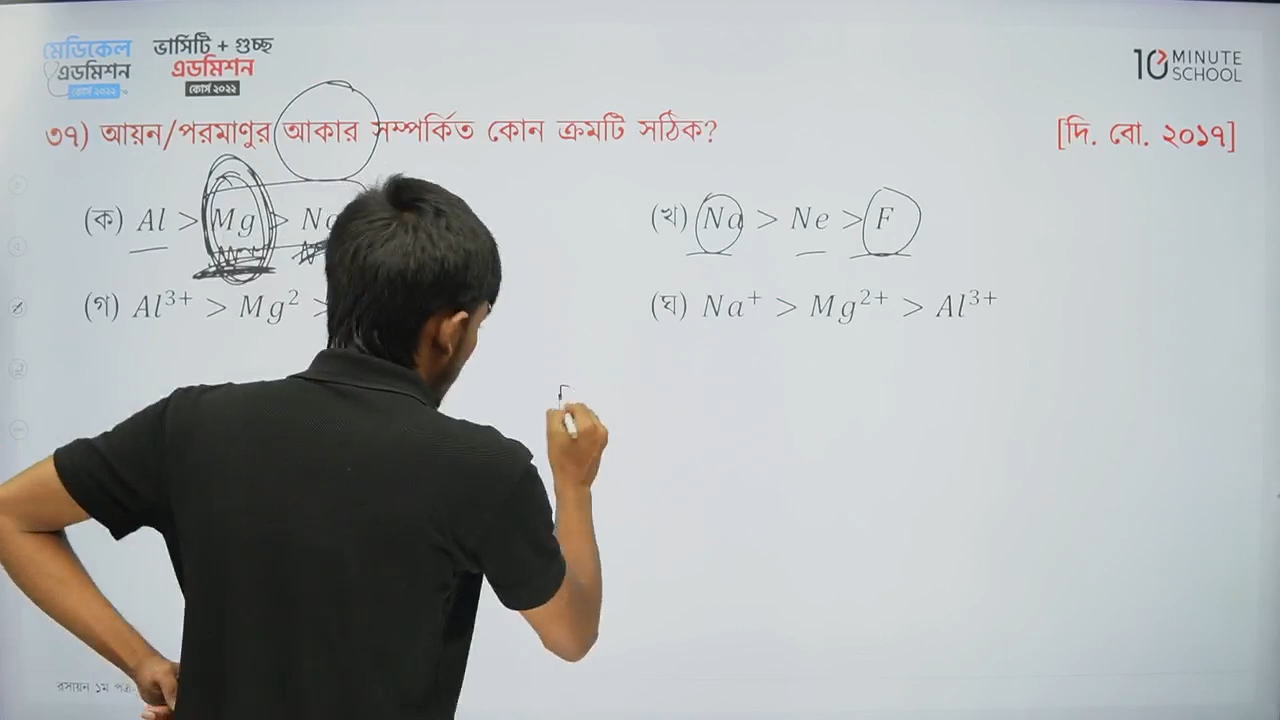 মেডিকেল
এডমিশন
কোর্স ২০২২
ভার্সিটি + গুচ্ছ
এডমিশন
কোর্স ২০২২
10 MINUTE SCHOOL
৩৭) আয়ন/পরমাণুর আকার সম্পর্কিত কোন ক্রমটি সঠিক? [দি. বো. ২০১৭]
(ক) Al > Mg > Na
(খ) Na > Ne > F
(গ) Al³⁺ > Mg² >
(ঘ) Na⁺ > Mg²⁺ > Al³⁺
রসায়ন ১ম পত্র